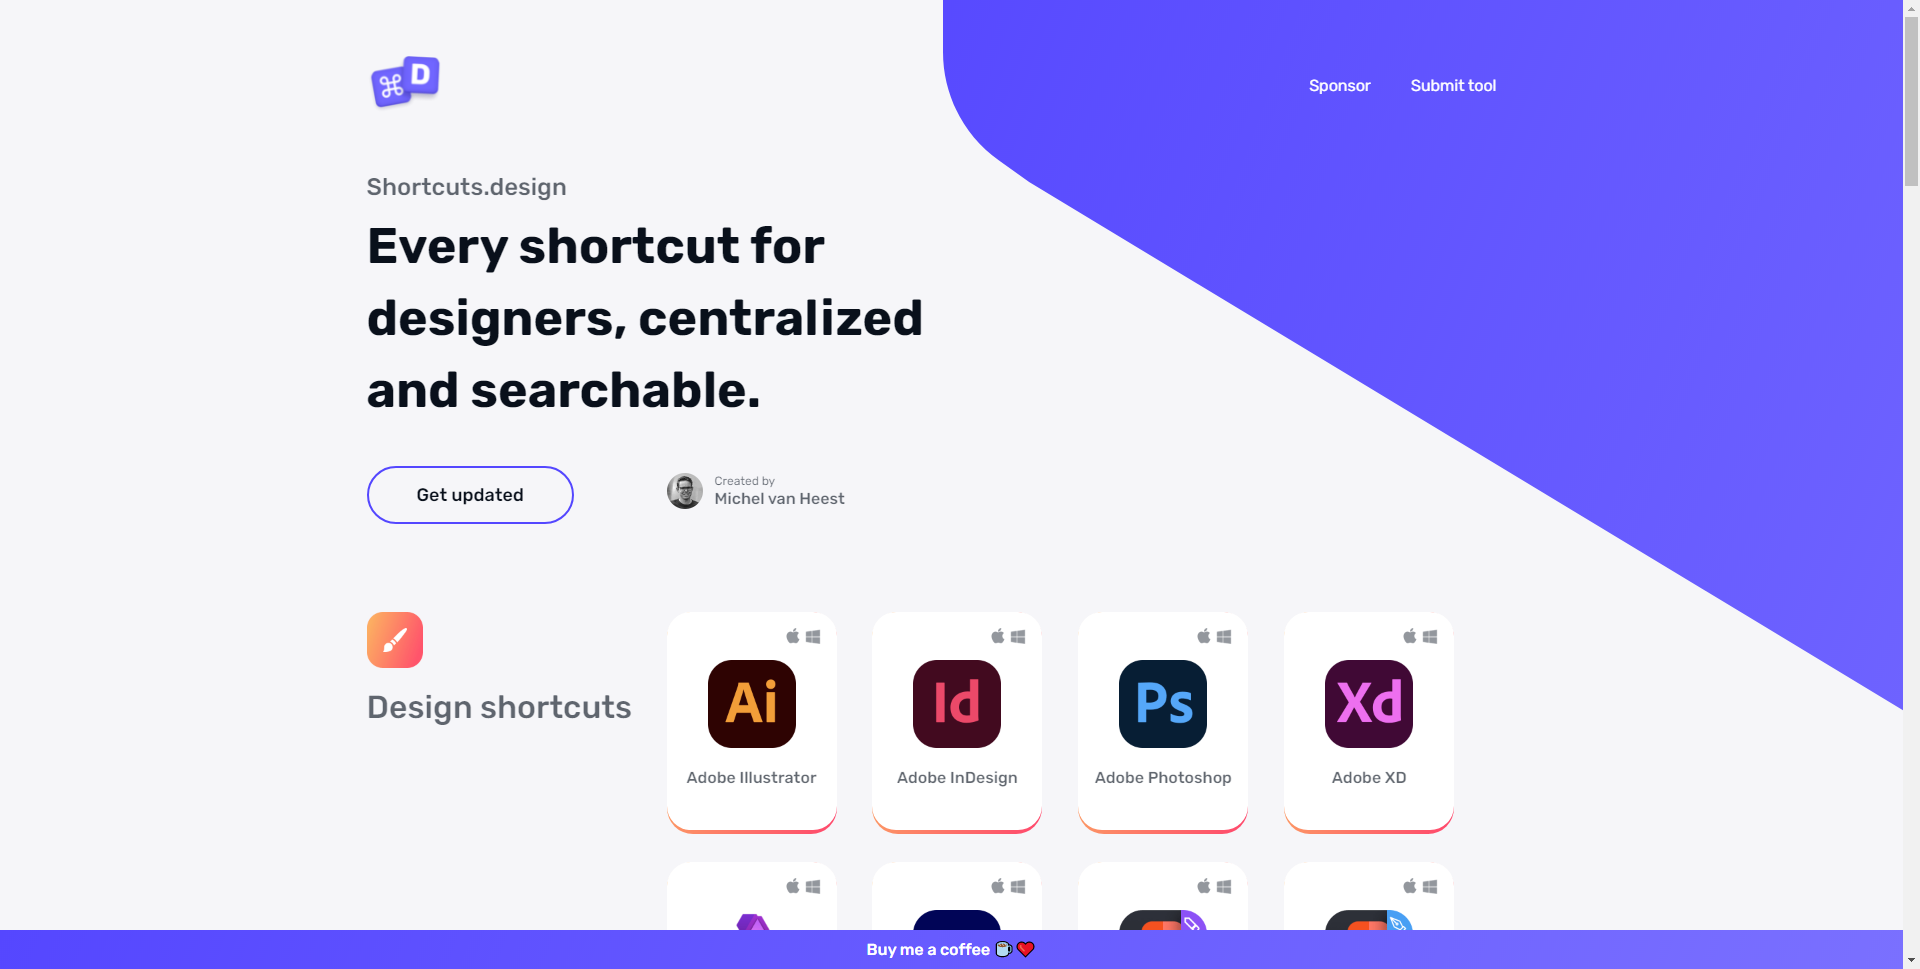 ⌘ D
Sponsor
Submit tool
Shortcuts.design
Every shortcut for
designers, centralized
and searchable.
Get updated
Created by
Michel van Heest
Design shortcuts
Ai
Id
Ps
Xd
Adobe Illustrator
Adobe InDesign
Adobe Photoshop
Adobe XD
Buy me a coffee ☕❤️